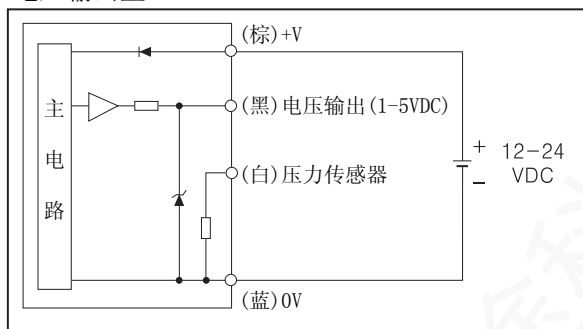 (棕)+V
主电路
(黑)电压输出(1-5VDC)
(白)压力传感器
+ 12-24
− VDC
(蓝)0V